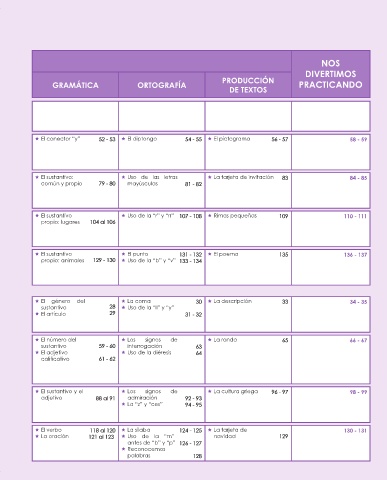 NOS
DIVERTIMOS
PRACTICANDO
GRAMÁTICA
ORTOGRAFÍA
PRODUCCIÓN
DE TEXTOS
El conector "y" 52 - 53
El diptongo 54 - 55
El pictograma 56 - 57
58 - 59
El sustantivo:
común y propio 79 - 80
Uso de las letras
mayúsculas 81 - 82
La tarjeta de invitación 83
84 - 85
El sustantivo
propio: lugares 104 al 106
Uso de la "r" y "rr" 107 - 108
Rimas pequeñas 109
110 - 111
El sustantivo
propio: animales 129 - 130
El punto 131 - 132
Uso de la "b" y "v" 133 - 134
El poema 135
136 - 137
El género del
sustantivo 28
El artículo 29
La coma 30
Uso de la "ll" y "y"
31 - 32
La descripción 33
34 - 35
El número del
sustantivo 59 - 60
El adjetivo
calificativo 61 - 62
Los signos de
interrogación 63
Uso de la diéresis 64
La ronda 65
66 - 67
El sustantivo y el
adjetivo 88 al 91
Los signos de
admiración 92 - 93
La "z" y "ces" 94 - 95
La cultura griega 96 - 97
98 - 99
El verbo 118 al 120
La oración 121 al 123
La sílaba 124 - 125
Uso de la "m"
antes de "b" y "p" 126 - 127
Reconocemos
palabras 128
La tarjeta de
navidad 129
130 - 131